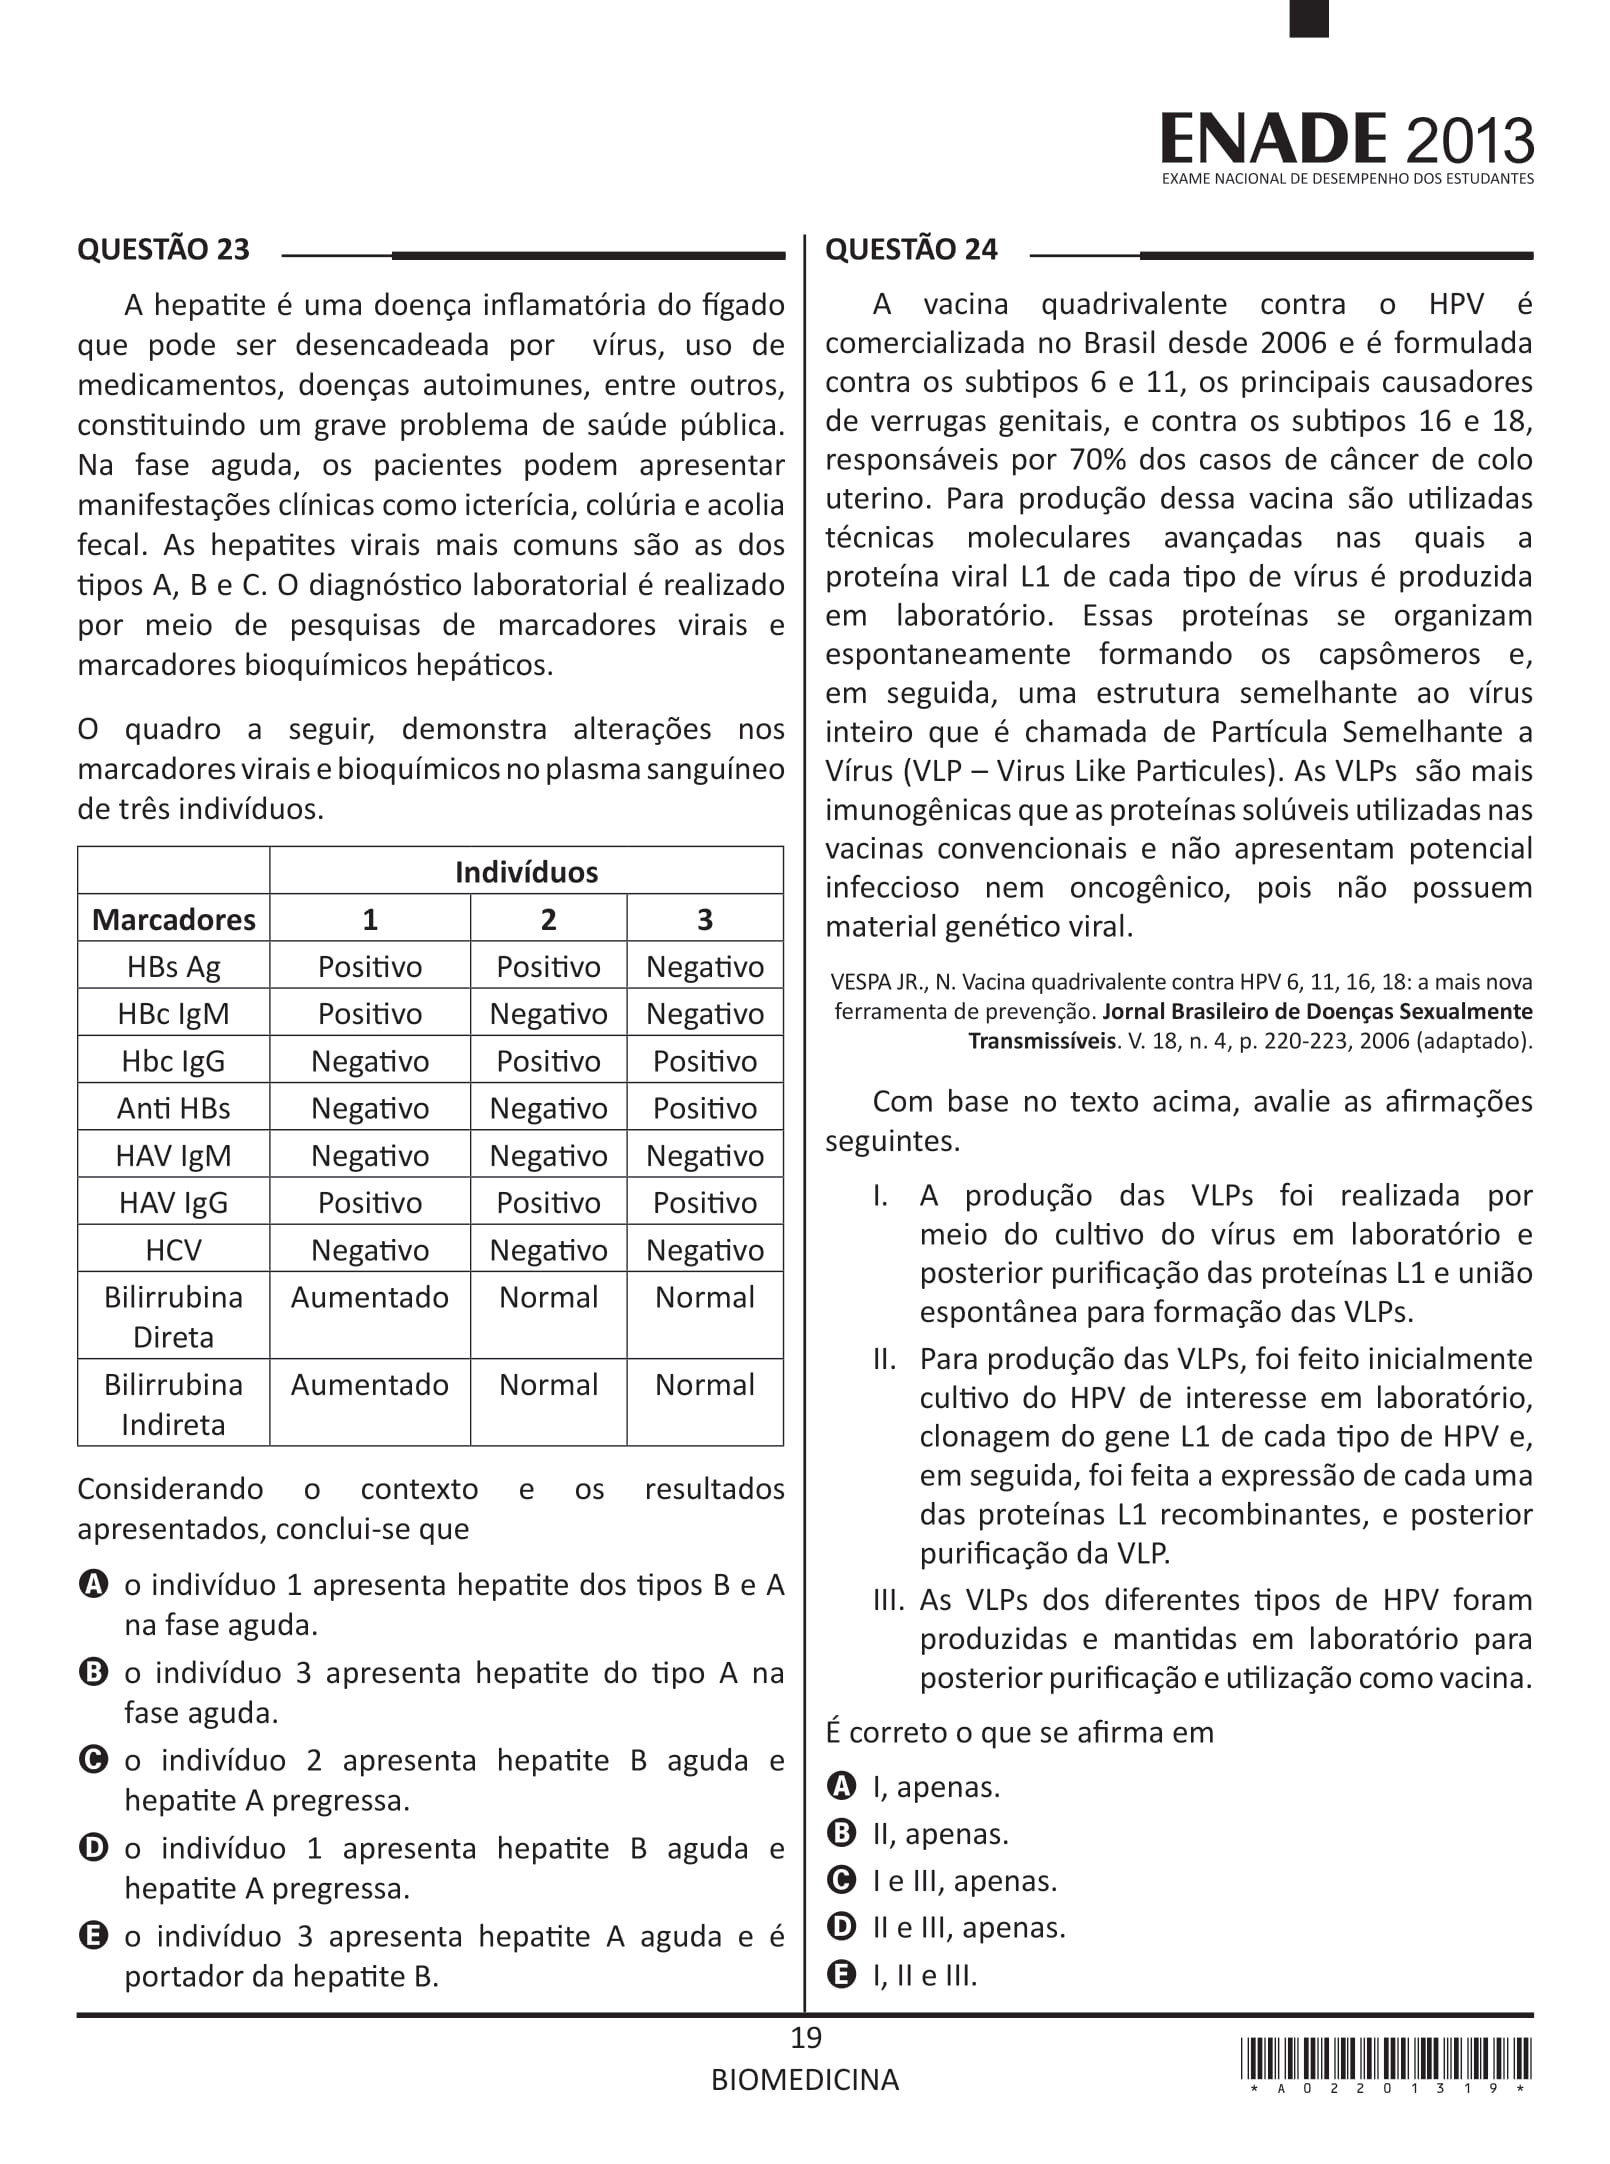 ENADE 2013
EXAME NACIONAL DE DESEMPENHO DOS ESTUDANTES
QUESTÃO 23
A hepatite é uma doença inflamatória do fígado
que pode ser desencadeada por vírus, uso de
medicamentos, doenças autoimunes, entre outros,
constituindo um grave problema de saúde pública.
Na fase aguda, os pacientes podem apresentar
manifestações clínicas como icterícia, colúria e acolia
fecal. As hepatites virais mais comuns são as dos
tipos A, B e C. O diagnóstico laboratorial é realizado
por meio de pesquisas de marcadores virais e
marcadores bioquímicos hepáticos.
O quadro a seguir, demonstra alterações nos
marcadores virais e bioquímicos no plasma sanguíneo
de três indivíduos.
Indivíduos
Marcadores 1 2 3
HBs Ag Positivo Positivo Negativo
HBc IgM Positivo Negativo Negativo
Hbc IgG Negativo Positivo Positivo
Anti HBs Negativo Negativo Positivo
HAV IgM Negativo Negativo Negativo
HAV IgG Positivo Positivo Positivo
HCV Negativo Negativo Negativo
Bilirrubina Aumentado Normal Normal
Direta
Bilirrubina Aumentado Normal Normal
Indireta
Considerando o contexto e os resultados
apresentados, conclui-se que
A o indivíduo 1 apresenta hepatite dos tipos B e A
na fase aguda.
B o indivíduo 3 apresenta hepatite do tipo A na
fase aguda.
C o indivíduo 2 apresenta hepatite B aguda e
hepatite A pregressa.
D o indivíduo 1 apresenta hepatite B aguda e
hepatite A pregressa.
E o indivíduo 3 apresenta hepatite A aguda e é
portador da hepatite B.
QUESTÃO 24
A vacina quadrivalente contra o HPV é
comercializada no Brasil desde 2006 e é formulada
contra os subtipos 6 e 11, os principais causadores
de verrugas genitais, e contra os subtipos 16 e 18,
responsáveis por 70% dos casos de câncer de colo
uterino. Para produção dessa vacina são utilizadas
técnicas moleculares avançadas nas quais a
proteína viral L1 de cada tipo de vírus é produzida
em laboratório. Essas proteínas se organizam
espontaneamente formando os capsômeros e,
em seguida, uma estrutura semelhante ao vírus
inteiro que é chamada de Partícula Semelhante a
Vírus (VLP – Virus Like Particules). As VLPs são mais
imunogênicas que as proteínas solúveis utilizadas nas
vacinas convencionais e não apresentam potencial
infeccioso nem oncogênico, pois não possuem
material genético viral.
VESPA JR., N. Vacina quadrivalente contra HPV 6, 11, 16, 18: a mais nova
ferramenta de prevenção. Jornal Brasileiro de Doenças Sexualmente
Transmissíveis. V. 18, n. 4, p. 220-223, 2006 (adaptado).
Com base no texto acima, avalie as afirmações
seguintes.
I. A produção das VLPs foi realizada por
meio do cultivo do vírus em laboratório e
posterior purificação das proteínas L1 e união
espontânea para formação das VLPs.
II. Para produção das VLPs, foi feito inicialmente
cultivo do HPV de interesse em laboratório,
clonagem do gene L1 de cada tipo de HPV e,
em seguida, foi feita a expressão de cada uma
das proteínas L1 recombinantes, e posterior
purificação da VLP.
III. As VLPs dos diferentes tipos de HPV foram
produzidas e mantidas em laboratório para
posterior purificação e utilização como vacina.
É correto o que se afirma em
A I, apenas.
B II, apenas.
C I e III, apenas.
D II e III, apenas.
E I, II e III.
19
BIOMEDICINA
* A 0 2 2 0 1 3 1 9 *